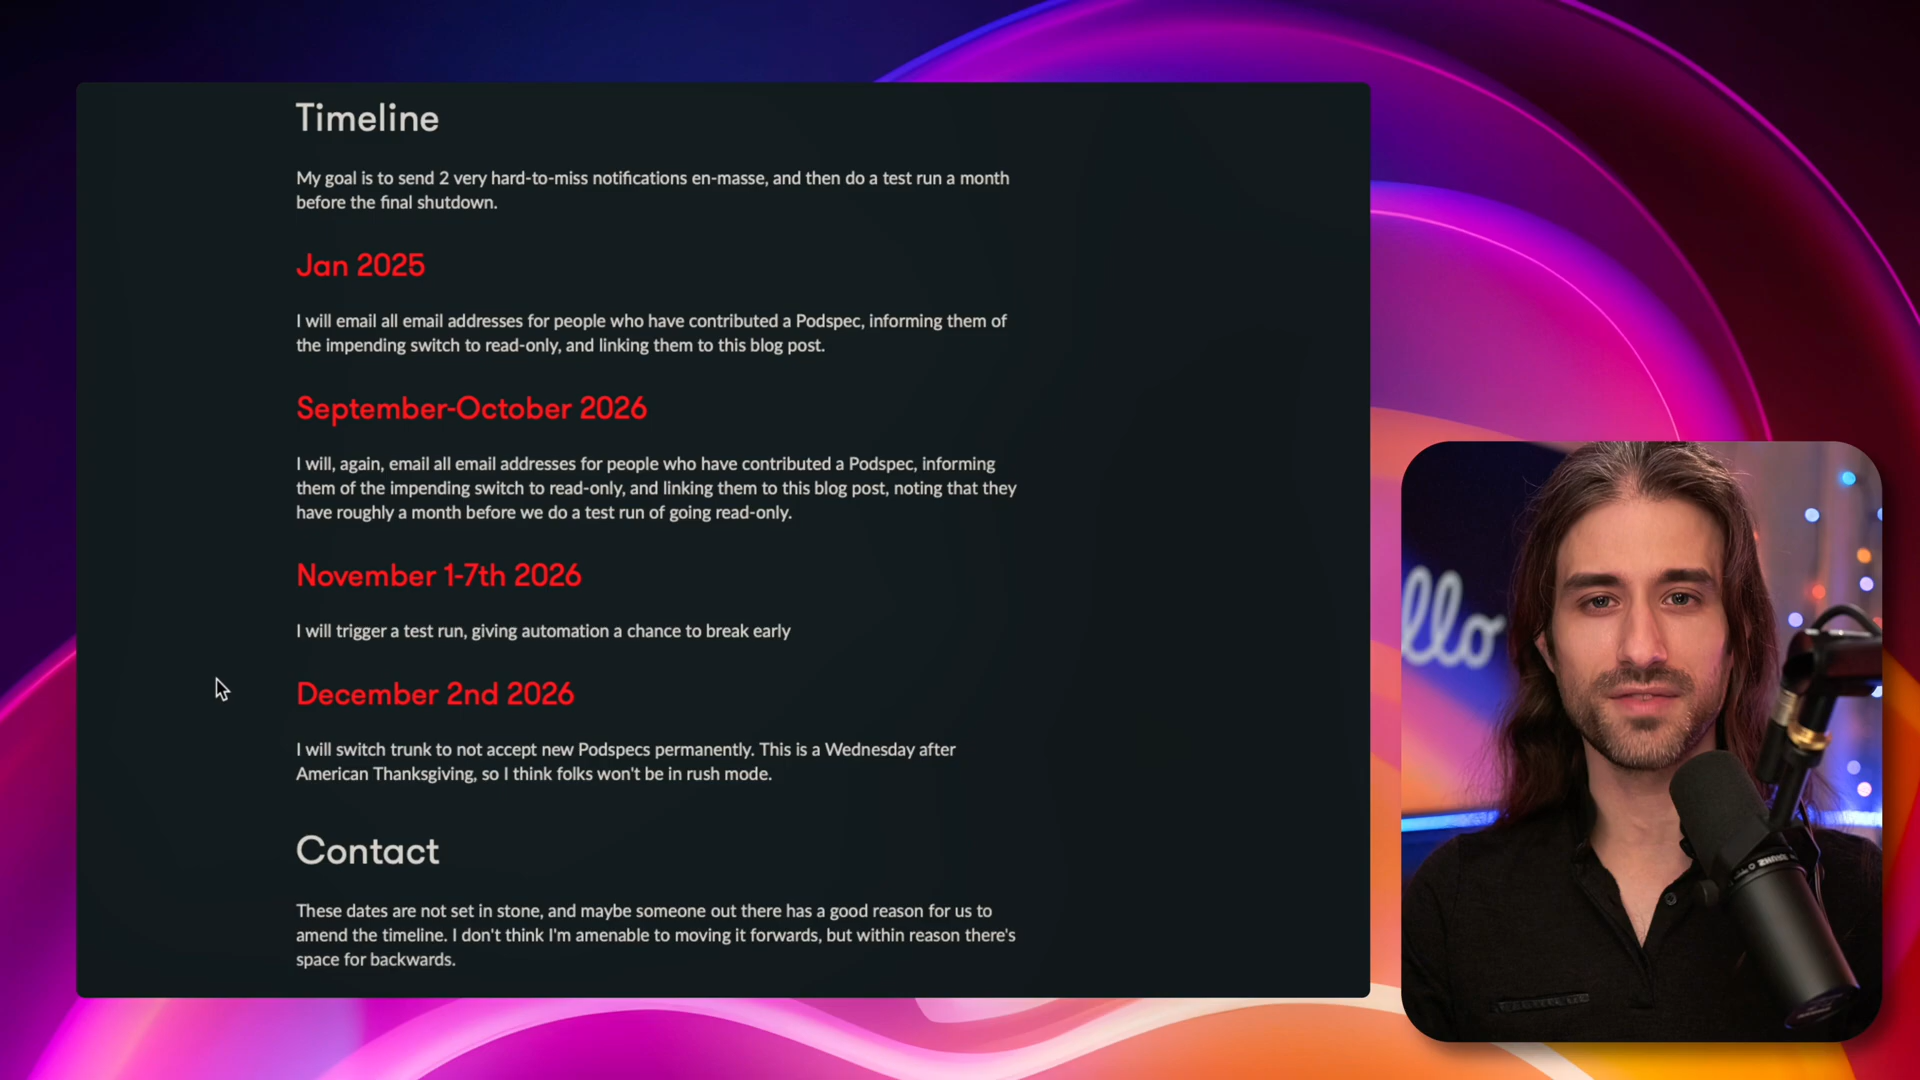 Timeline
My goal is to send 2 very hard-to-miss notifications en-masse, and then do a test run a month
before the final shutdown.
Jan 2025
I will email all email addresses for people who have contributed a Podspec, informing them of
the impending switch to read-only, and linking them to this blog post.
September-October 2026
I will, again, email all email addresses for people who have contributed a Podspec, informing
them of the impending switch to read-only, and linking them to this blog post, noting that they
have roughly a month before we do a test run of going read-only.
November 1-7th 2026
I will trigger a test run, giving automation a chance to break early
December 2nd 2026
I will switch trunk to not accept new Podspecs permanently. This is a Wednesday after
American Thanksgiving, so I think folks won't be in rush mode.
Contact
These dates are not set in stone, and maybe someone out there has a good reason for us to
amend the timeline. I don't think I'm amenable to moving it forwards, but within reason there's
space for backwards.
llo
SHURE